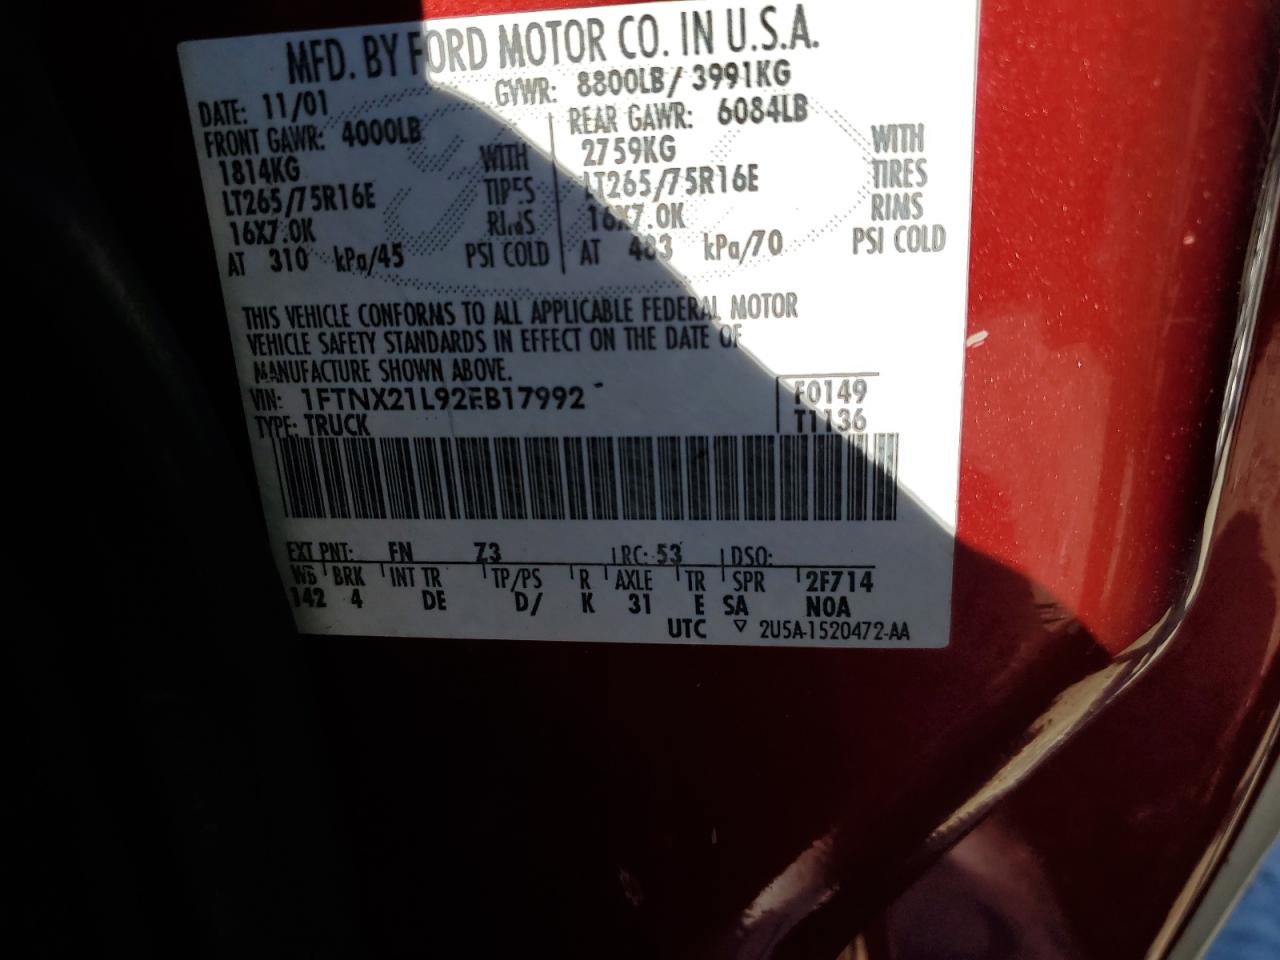 MFD. BY FORD MOTOR CO. IN U.S.A.
DATE: 11/01 GVWR: 8800LB/ 3991KG
FRONT GAWR: 4000LB REAR GAWR: 6084LB
1814KG WITH 2759KG WITH
LT265/75R16E TIRES LT265/75R16E TIRES
16X7.0K RIMS 16X7.0K RIMS
AT 310 kPa/45 PSI COLD AT 483 kPa/70 PSI COLD
THIS VEHICLE CONFORMS TO ALL APPLICABLE FEDERAL MOTOR
VEHICLE SAFETY STANDARDS IN EFFECT ON THE DATE OF
MANUFACTURE SHOWN ABOVE.
VIN: 1FTNX21L92EB17992 F0149
TYPE: TRUCK T1136
EXT PNT: FN Z3 RC: 53 DSO:
WB BRK INT TR TP/PS R AXLE TR SPR 2F714
142 4 DE D/ K 31 E SA NOA
UTC ▽ 2U5A-1520472-AA